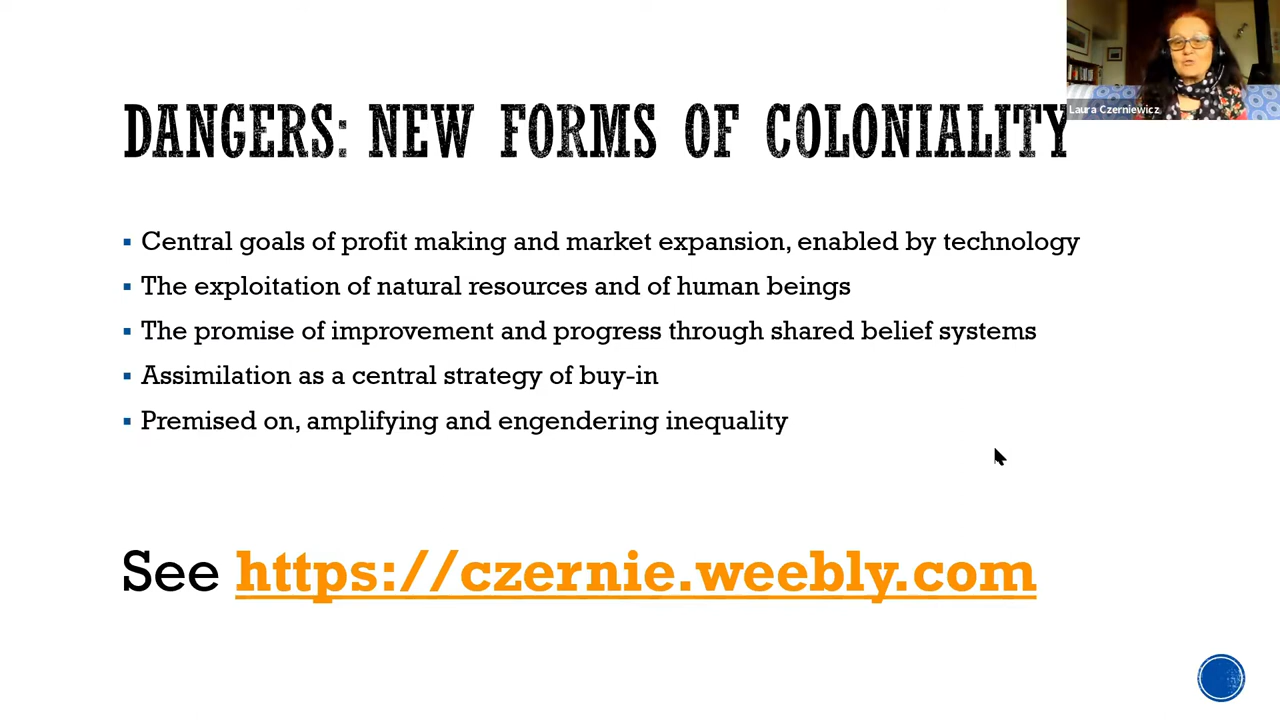 Laura Czerniewicz
DANGERS: NEW FORMS OF COLONIALITY
Central goals of profit making and market expansion, enabled by technology
The exploitation of natural resources and of human beings
The promise of improvement and progress through shared belief systems
Assimilation as a central strategy of buy-in
Premised on, amplifying and engendering inequality
See https://czernie.weebly.com